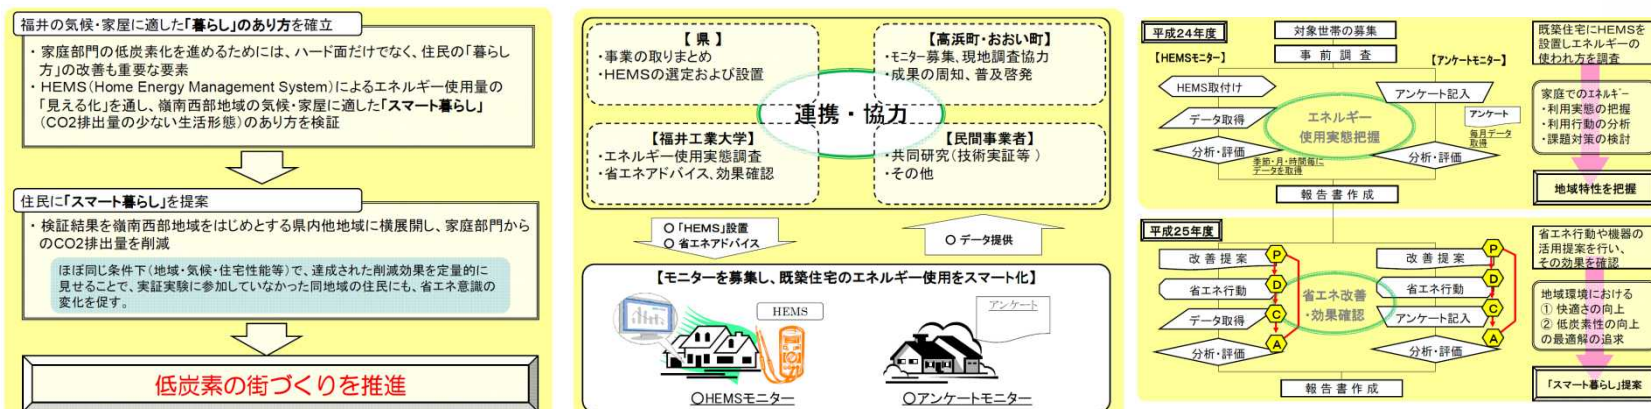 福井の気候・家屋に適した「暮らし」のあり方を確立
・ 家庭部門の低炭素化を進めるためには、ハード面だけでなく、住民の「暮らし
方」の改善も重要な要素
・ HEMS(Home Energy Management System)によるエネルギー使用量の
「見える化」を通し、嶺南西部地域の気候・家屋に適した「スマート暮らし」
(CO2排出量の少ない生活形態)のあり方を検証
住民に「スマート暮らし」を提案
・ 検証結果を嶺南西部地域をはじめとする県内他地域に横展開し、家庭部門から
のCO2排出量を削減
ほぼ同じ条件下(地域・気候・住宅性能等)で、達成された削減効果を定量的に
見せることで、実証実験に参加していなかった同地域の住民にも、省エネ意識の
変化を促す。
低炭素の街づくりを推進
【 県 】
・事業の取りまとめ
・HEMSの選定および設置
【高浜町・おおい町】
・モニター募集、現地調査協力
・成果の周知、普及啓発
連携・協力
【福井工業大学】
・エネルギー使用実態調査
・省エネアドバイス、効果確認
【民間事業者】
・共同研究(技術実証等 )
・その他
○ 「HEMS」設置
○ 省エネアドバイス
○ データ提供
【モニターを募集し、既築住宅のエネルギー使用をスマート化】
HEMS
アンケート
○HEMSモニター
○アンケートモニター
平成24年度
対象世帯の募集
事 前 調 査
【HEMSモニター】
【アンケートモニター】
HEMS取付け
データ取得
分析・評価
エネルギー
使用実態把握
季節・月・時間毎に
データを取得
アンケート記入
アンケート
毎月データ
取得
分析・評価
報告書作成
既築住宅にHEMSを
設置しエネルギーの
使われ方を調査
家庭でのエネルギー
・利用実態の把握
・利用行動の分析
・課題対策の検討
地域特性を把握
平成25年度
改善提案
省エネ行動
データ取得
分析・評価
P
D
C
A
省エネ改善
・効果確認
改善提案
省エネ行動
アンケート記入
分析・評価
P
D
C
A
報告書作成
省エネ行動や機器の
活用提案を行い、
その効果を確認
地域環境における
① 快適さの向上
② 低炭素性の向上
の最適解の追求
「スマート暮らし」提案